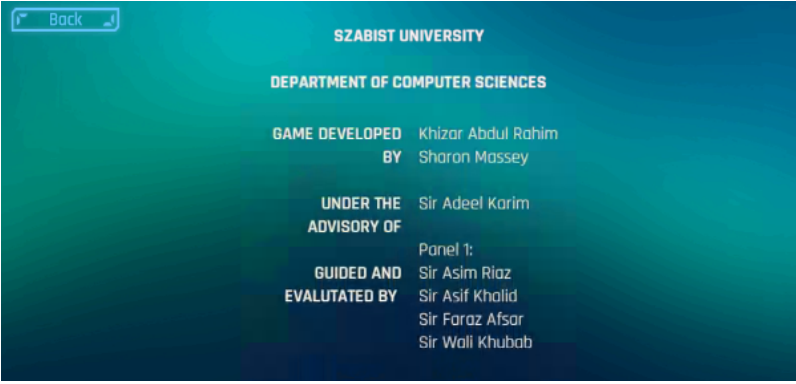 Back
SZABIST UNIVERSITY
DEPARTMENT OF COMPUTER SCIENCES
GAME DEVELOPED Khizar Abdul Rahim
BY Sharon Massey
UNDER THE Sir Adeel Karim
ADVISORY OF
Panel 1:
GUIDED AND Sir Asim Riaz
EVALUTATED BY Sir Asif Khalid
Sir Faraz Afsar
Sir Wali Khubab